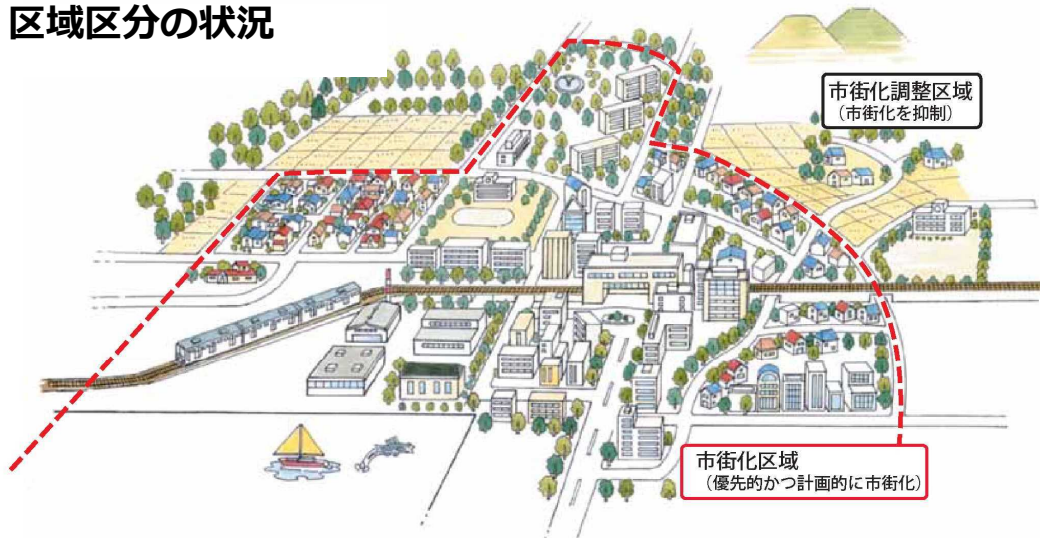 区域区分の状況
市街化調整区域
（市街化を抑制）
市街化区域
（優先的かつ計画的に市街化）